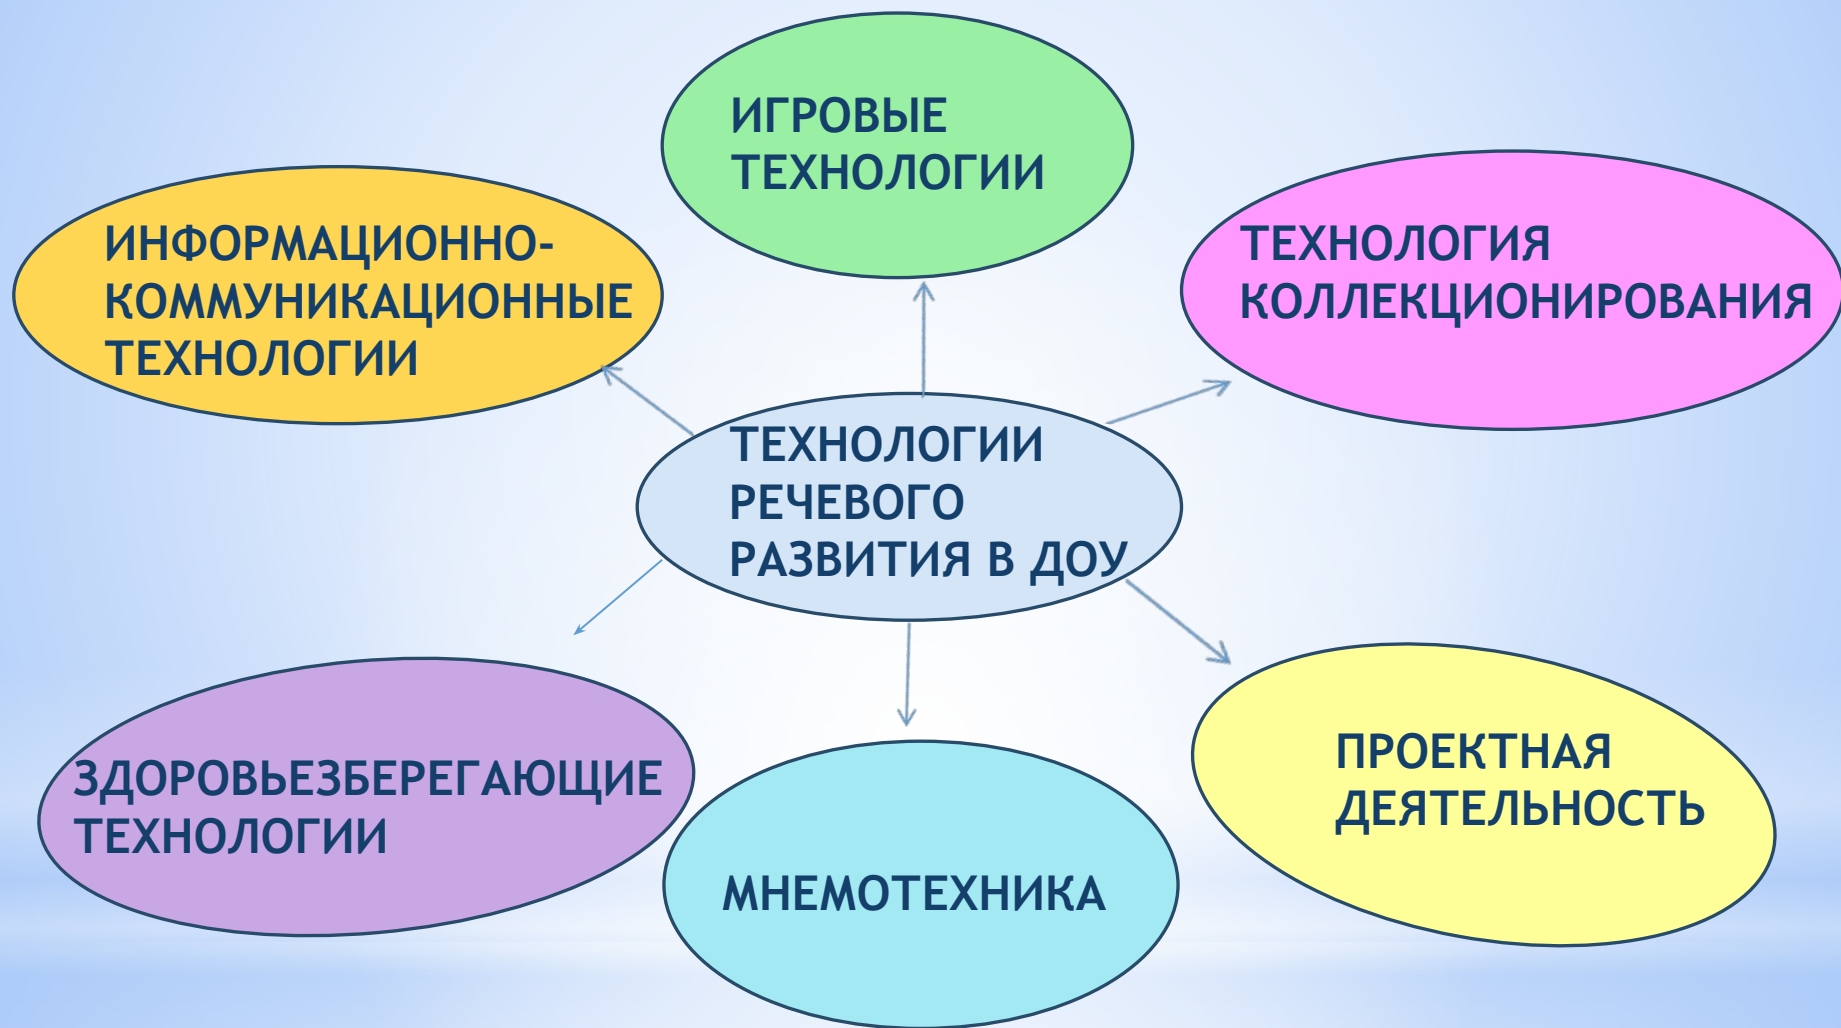 ИГРОВЫЕ
ТЕХНОЛОГИИ
ИНФОРМАЦИОННО-
КОММУНИКАЦИОННЫЕ
ТЕХНОЛОГИИ
ТЕХНОЛОГИЯ
КОЛЛЕКЦИОНИРОВАНИЯ
ТЕХНОЛОГИИ
РЕЧЕВОГО
РАЗВИТИЯ В ДОУ
ЗДОРОВЬЕЗБЕРЕГАЮЩИЕ
ТЕХНОЛОГИИ
МНЕМОТЕХНИКА
ПРОЕКТНАЯ
ДЕЯТЕЛЬНОСТЬ